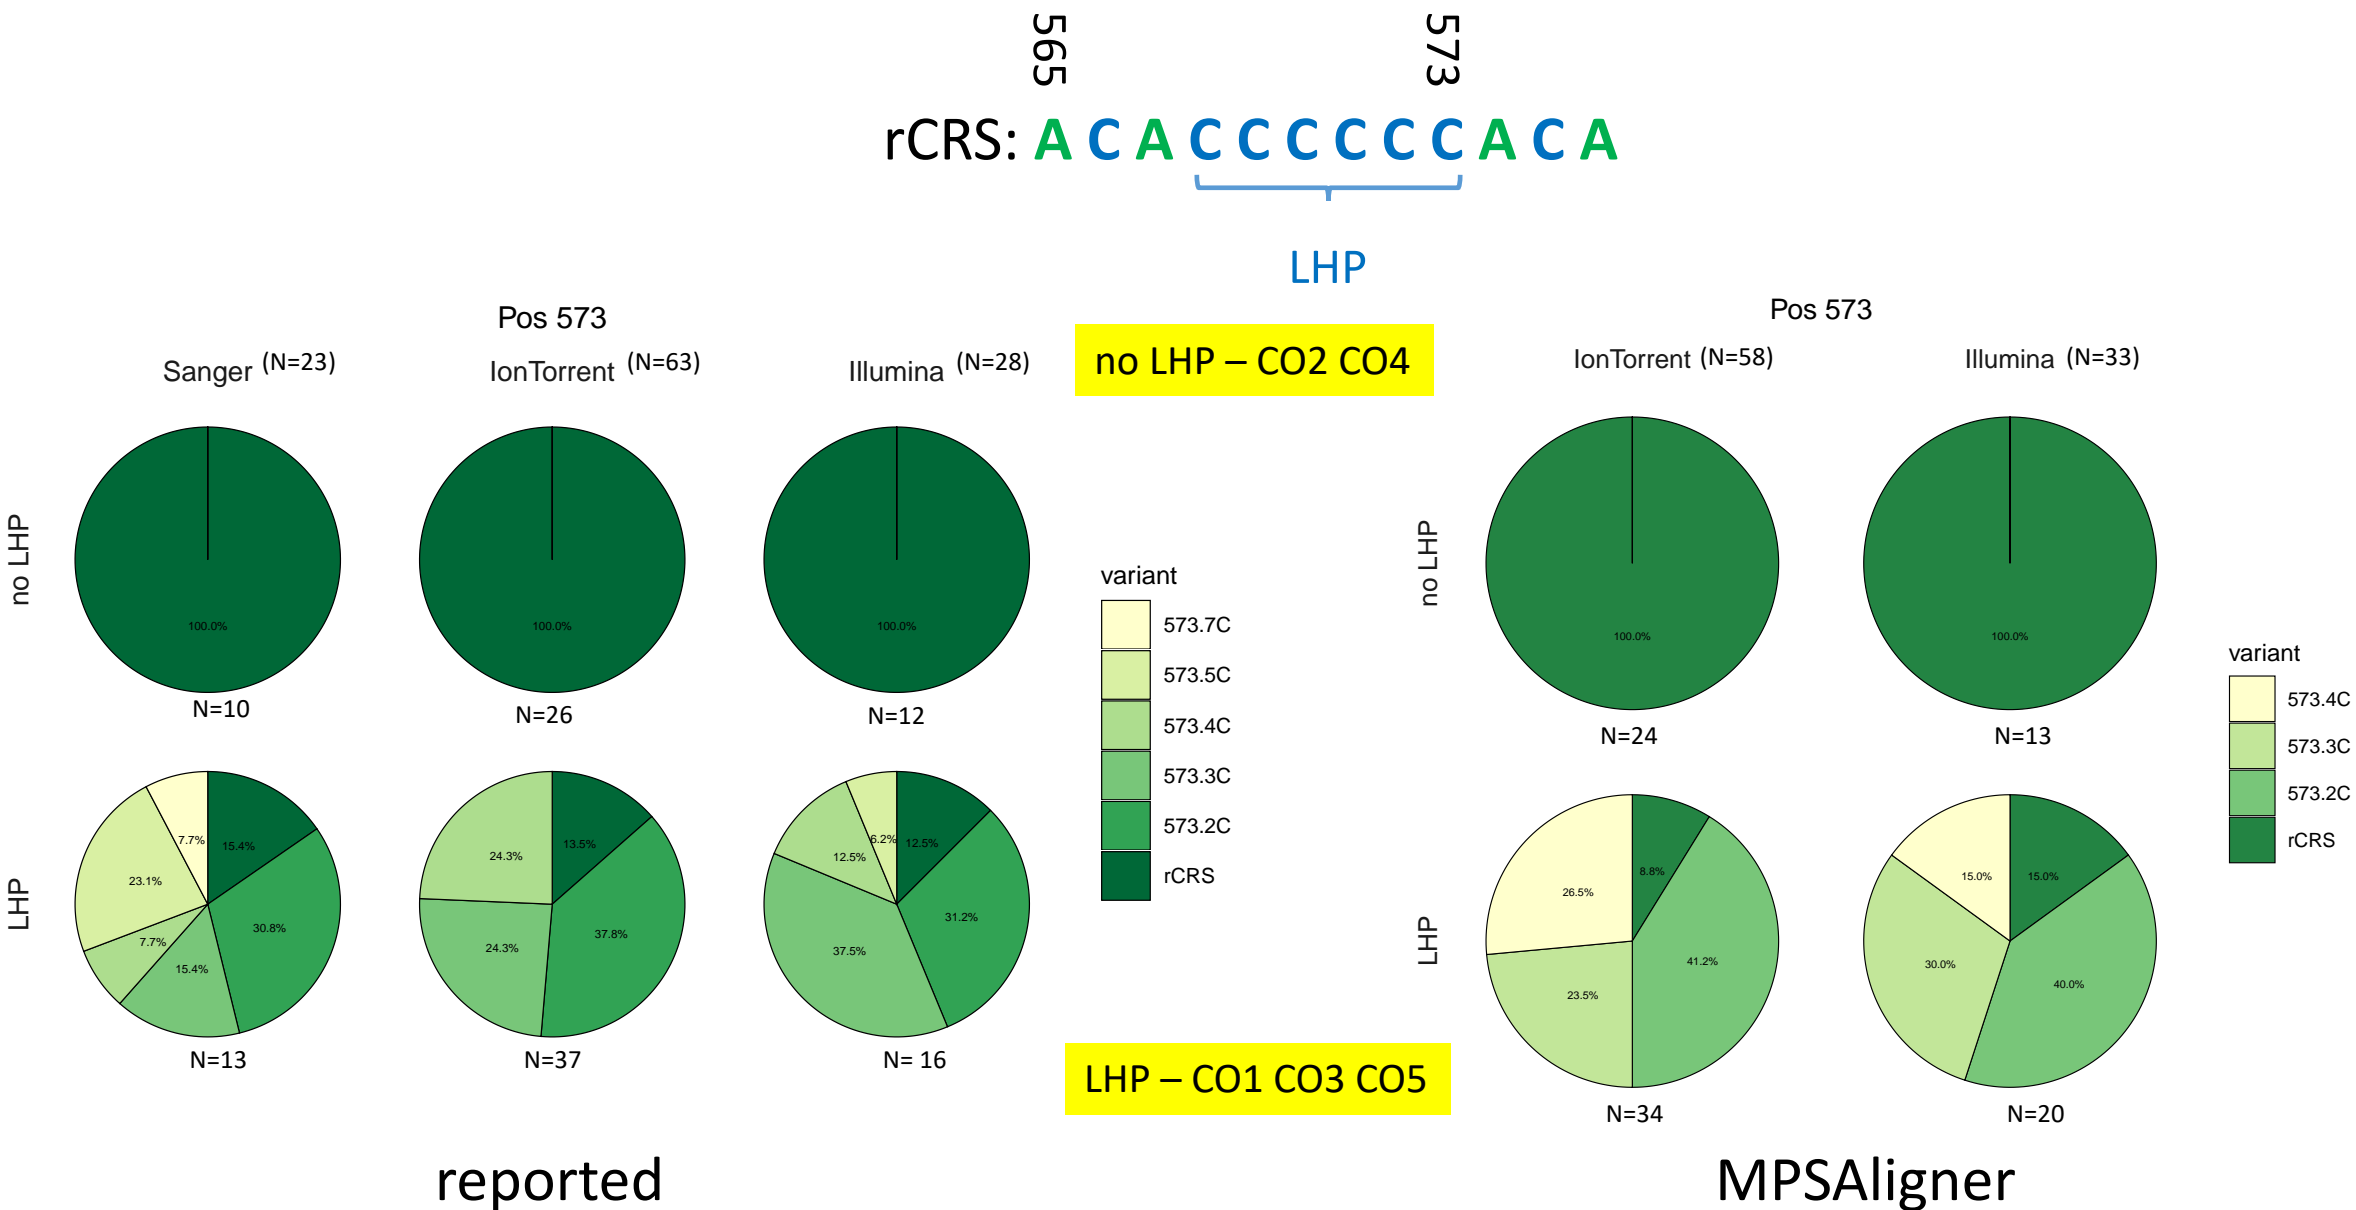 565
573
rCRS: A C A C C C C C C A C A
LHP
Pos 573
Sanger (N=23)
IonTorrent (N=63)
Illumina (N=28)
no LHP – CO2 CO4
Pos 573
IonTorrent (N=58)
Illumina (N=33)
no LHP
100.0%
100.0%
100.0%
N=10
N=26
N=12
variant
573.7C
573.5C
573.4C
573.3C
573.2C
rCRS
no LHP
100.0%
100.0%
N=24
N=13
variant
573.4C
573.3C
573.2C
rCRS
LHP
7.7%
15.4%
23.1%
30.8%
7.7%
15.4%
N=13
24.3%
13.5%
24.3%
37.8%
N=37
6.2%
12.5%
12.5%
31.2%
37.5%
N= 16
LHP – CO1 CO3 CO5
LHP
8.8%
26.5%
41.2%
23.5%
N=34
15.0%
15.0%
30.0%
40.0%
N=20
reported
MPSAligner